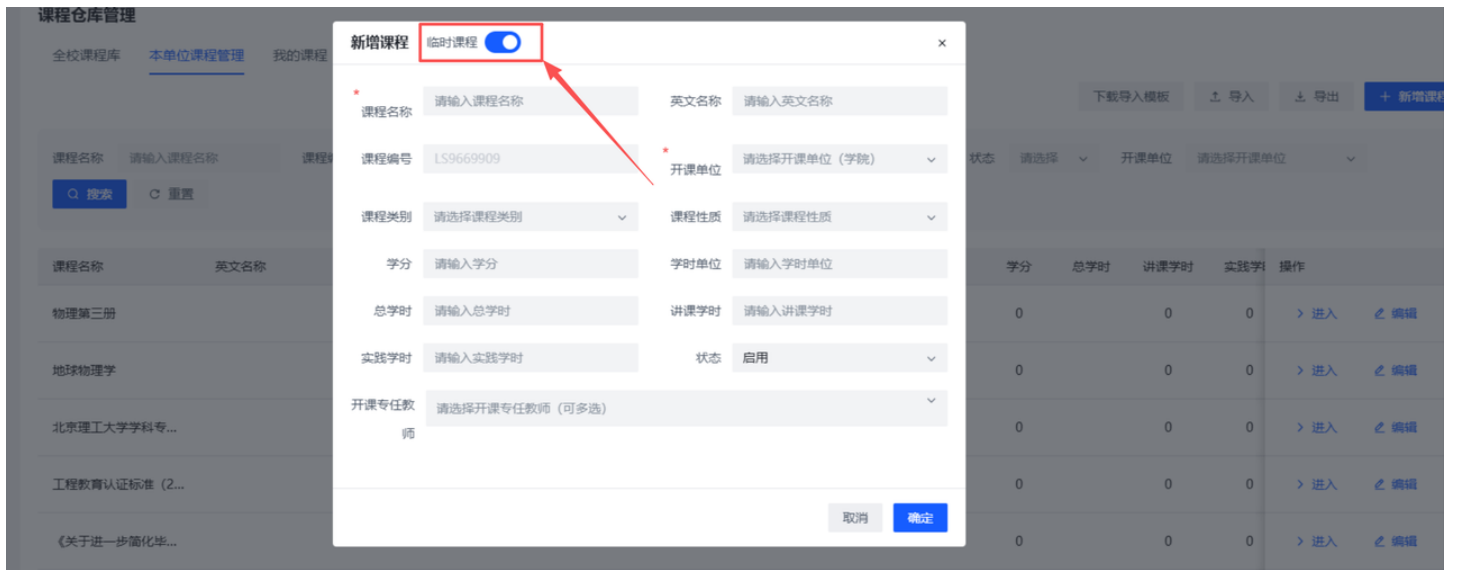 课程仓库管理
全校课程库 本单位课程管理 我的课程
下载导入模板 导入 导出 + 新增课程
课程名称 请输入课程名称 状态 请选择 开课单位 请选择开课单位
搜索 重置
课程名称 英文名称 学分 总学时 讲课学时 操作
物理第三册 0 0 0 进入 编辑
地球物理学 0 0 0 进入 编辑
北京理工大学学科专... 0 0 0 进入 编辑
工程教育认证标准（2... 0 0 0 进入 编辑
《关于进一步简化毕... 0 0 0 进入 编辑
新增课程 临时课程 ×
* 课程名称 请输入课程名称 英文名称 请输入英文名称
课程编号 LS9669909 * 开课单位 请选择开课单位（学院）
课程类别 请选择课程类别 课程性质 请选择课程性质
学分 请输入学分 学时单位 请输入学时单位
总学时 请输入总学时 讲课学时 请输入讲课学时
实践学时 请输入实践学时 状态 启用
开课专任教 请选择开课专任教师（可多选）
师
取消 确定